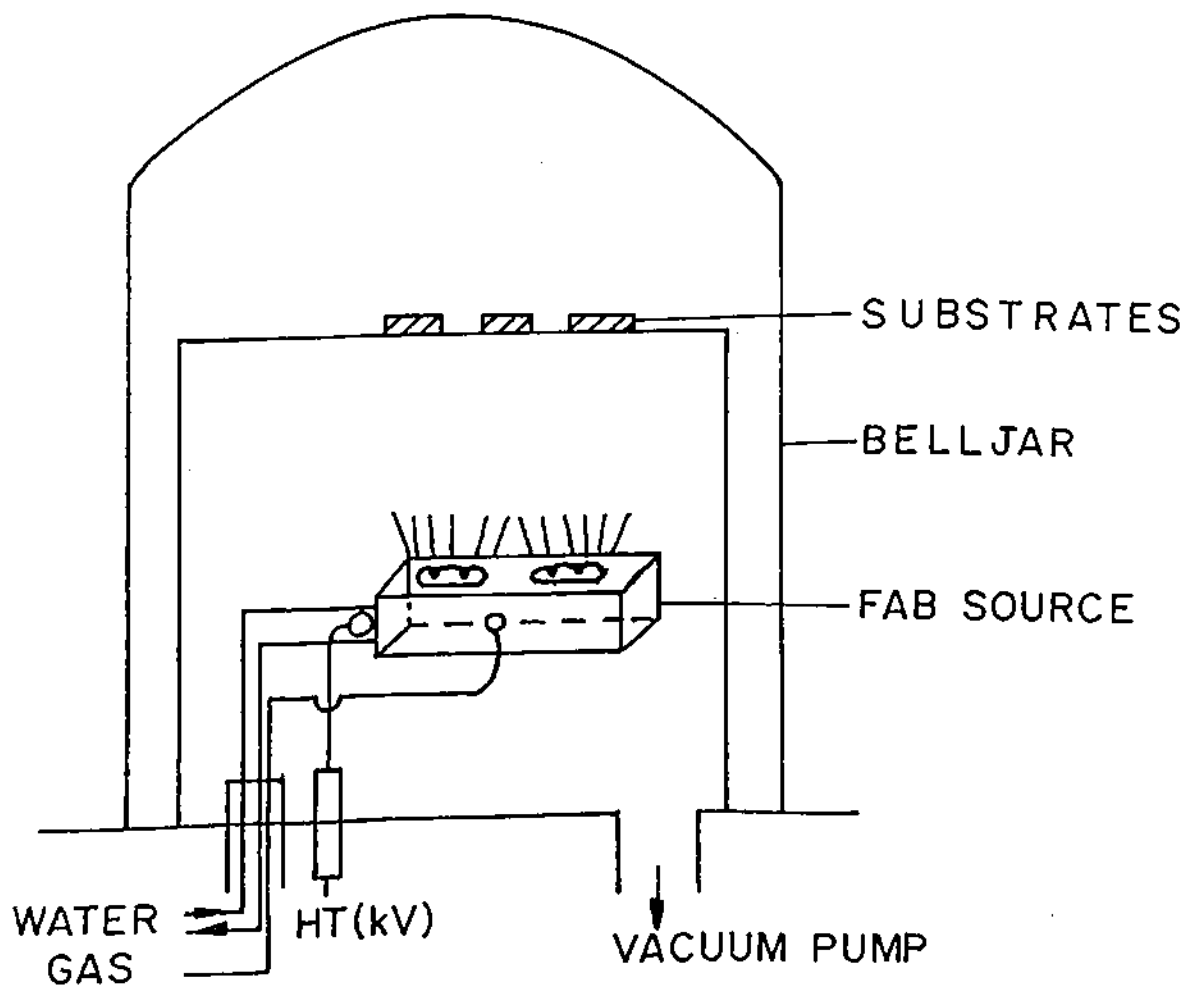 SUBSTRATES
BELLJAR
FAB SOURCE
WATER
HT(kV)
GAS
VACUUM PUMP